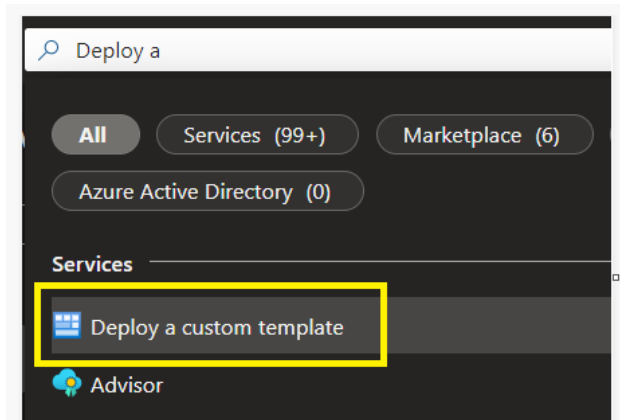 Deploy a
All Services (99+) Marketplace (6)
Azure Active Directory (0)
Services
Deploy a custom template
Advisor